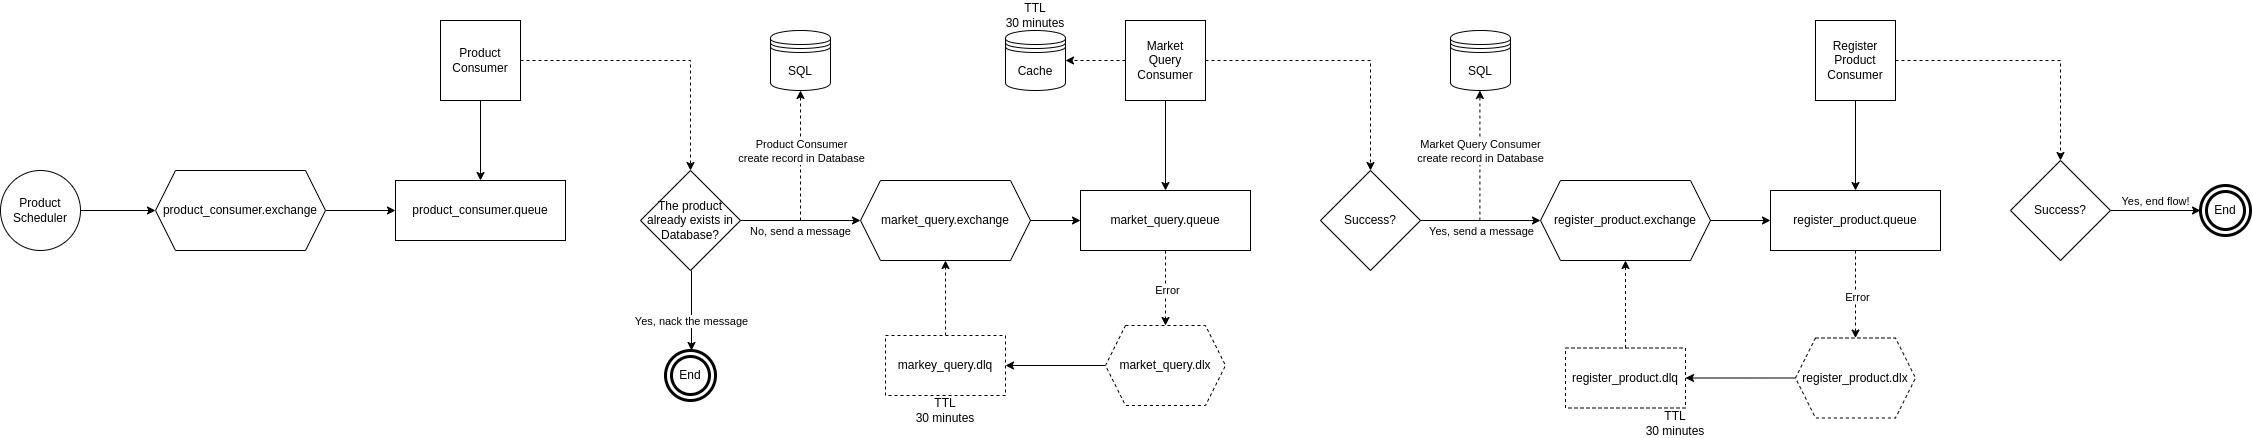 Product
Scheduler
product_consumer.exchange
Product
Consumer
product_consumer.queue
The product
already exists in
Database?
Yes, nack the message
End
SQL
Product Consumer
create record in Database
No, send a message
market_query.exchange
TTL
30 minutes
Cache
Market
Query
Consumer
market_query.queue
Error
market_query.dlx
markey_query.dlq
TTL
30 minutes
Success?
SQL
Market Query Consumer
create record in Database
Yes, send a message
register_product.exchange
Register
Product
Consumer
register_product.queue
Error
register_product.dlx
register_product.dlq
TTL
30 minutes
Success?
Yes, end flow!
End